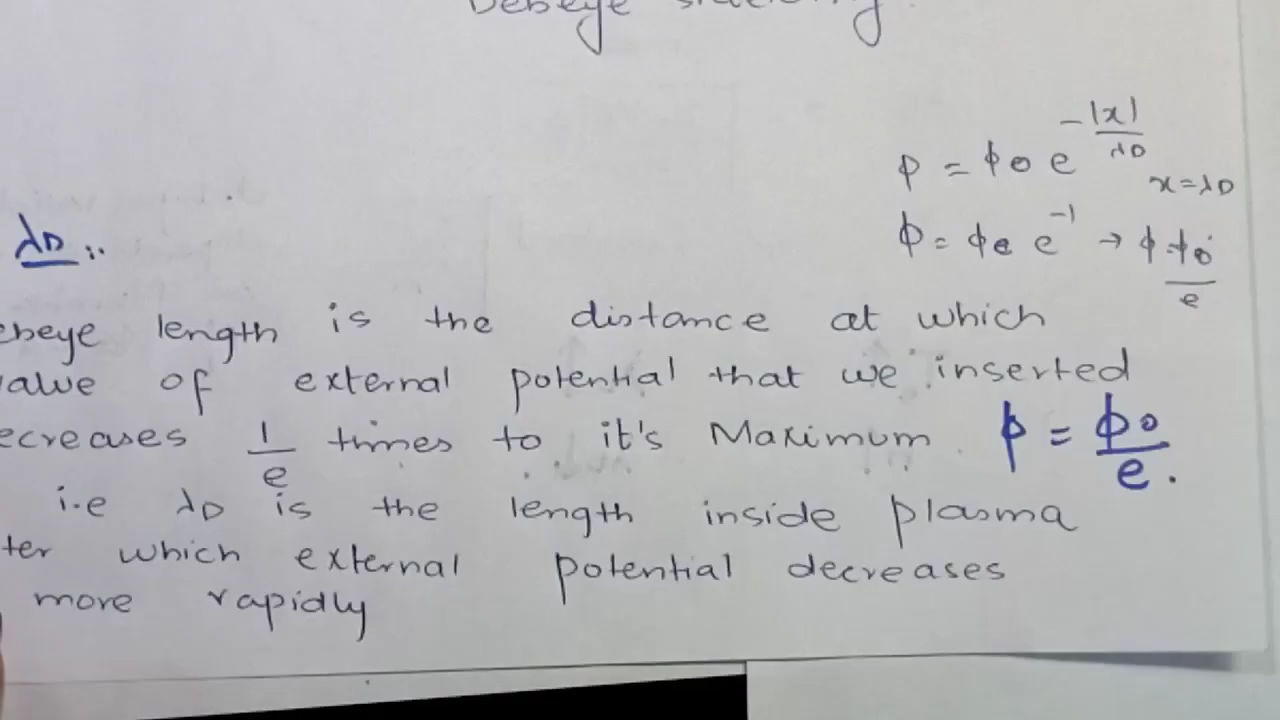 φ = φ0 e^-|x|/λD
x = λD
φ = φ0 e^-1 → φ φ0/e
λD :.
ebeye length is the distance at which
value of external potential that we inserted
ecreases 1/e times to it's Maximum φ = φ0/e.
i.e λD is the length inside plasma
ter which external potential decreases
more rapidly